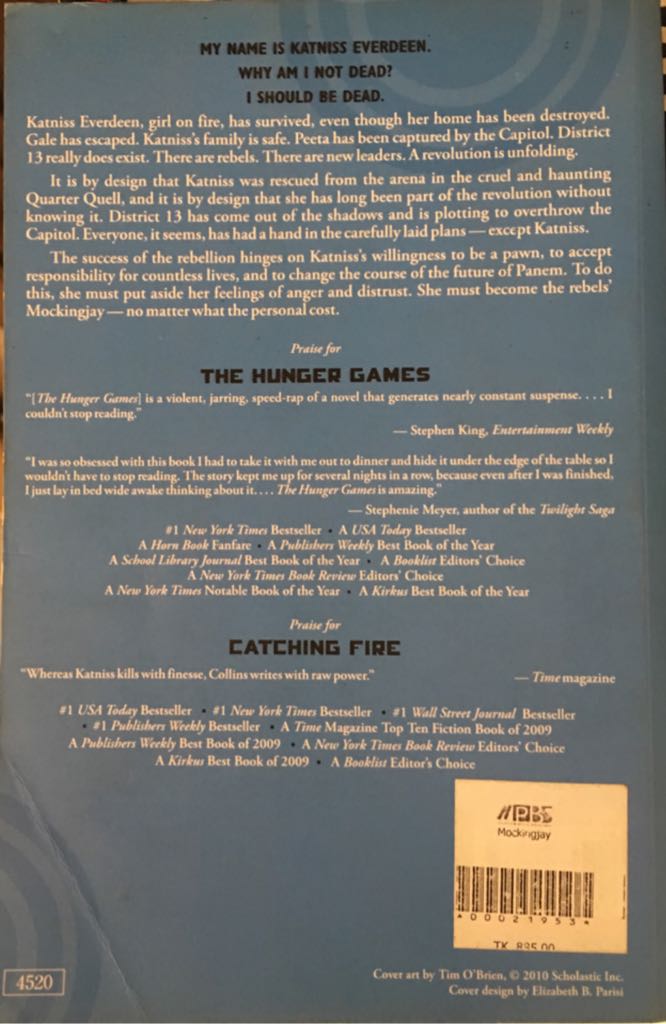 MY NAME IS KATNISS EVERDEEN.
WHY AM I NOT DEAD?
I SHOULD BE DEAD.
Katniss Everdeen, girl on fire, has survived, even though her home has been destroyed.
Gale has escaped. Katniss's family is safe. Peeta has been captured by the Capitol. District
13 really does exist. There are rebels. There are new leaders. A revolution is unfolding.
It is by design that Katniss was rescued from the arena in the cruel and haunting
Quarter Quell, and it is by design that she has long been part of the revolution without
knowing it. District 13 has come out of the shadows and is plotting to overthrow the
Capitol. Everyone, it seems, has had a hand in the carefully laid plans — except Katniss.
The success of the rebellion hinges on Katniss's willingness to be a pawn, to accept
responsibility for countless lives, and to change the course of the future of Panem. To do
this, she must put aside her feelings of anger and distrust. She must become the rebels'
Mockingjay — no matter what the personal cost.
Praise for
THE HUNGER GAMES
"[The Hunger Games] is a violent, jarring, speed-rap of a novel that generates nearly constant suspense. . . . I
couldn't stop reading."
— Stephen King, Entertainment Weekly
"I was so obsessed with this book I had to take it with me out to dinner and hide it under the edge of the table so I
wouldn't have to stop reading. The story kept me up for several nights in a row, because even after I was finished,
I just lay in bed wide awake thinking about it. . . . The Hunger Games is amazing."
— Stephenie Meyer, author of the Twilight Saga
#1 New York Times Bestseller • A USA Today Bestseller
A Horn Book Fanfare • A Publishers Weekly Best Book of the Year
A School Library Journal Best Book of the Year • A Booklist Editors' Choice
A New York Times Book Review Editors' Choice
A New York Times Notable Book of the Year • A Kirkus Best Book of the Year
Praise for
CATCHING FIRE
"Whereas Katniss kills with finesse, Collins writes with raw power."
— Time magazine
#1 USA Today Bestseller • #1 New York Times Bestseller • #1 Wall Street Journal Bestseller
• #1 Publishers Weekly Bestseller • A Time Magazine Top Ten Fiction Book of 2009
A Publishers Weekly Best Book of 2009 • A New York Times Book Review Editors' Choice
A Kirkus Best Book of 2009 • A Booklist Editor's Choice
PBS
Mockingjay
*00021953*
TK 895.00
4520
Cover art by Tim O'Brien, © 2010 Scholastic Inc.
Cover design by Elizabeth B. Parisi